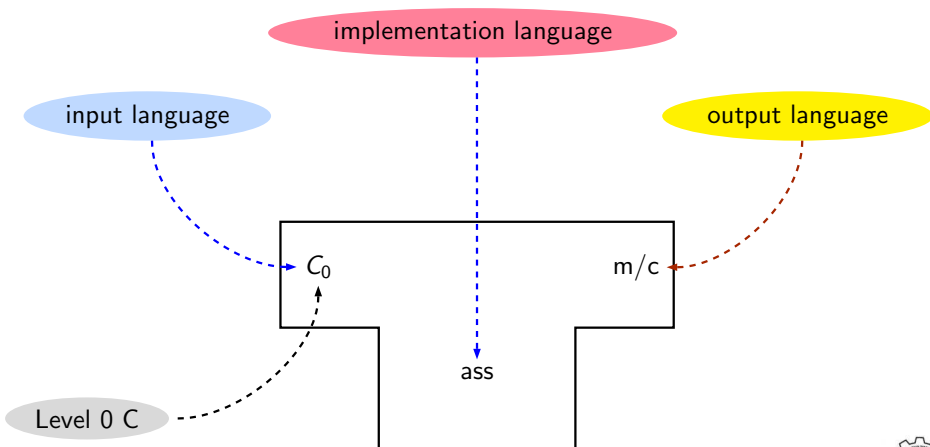 implementation language
input language
output language
C₀
m/c
ass
Level 0 C